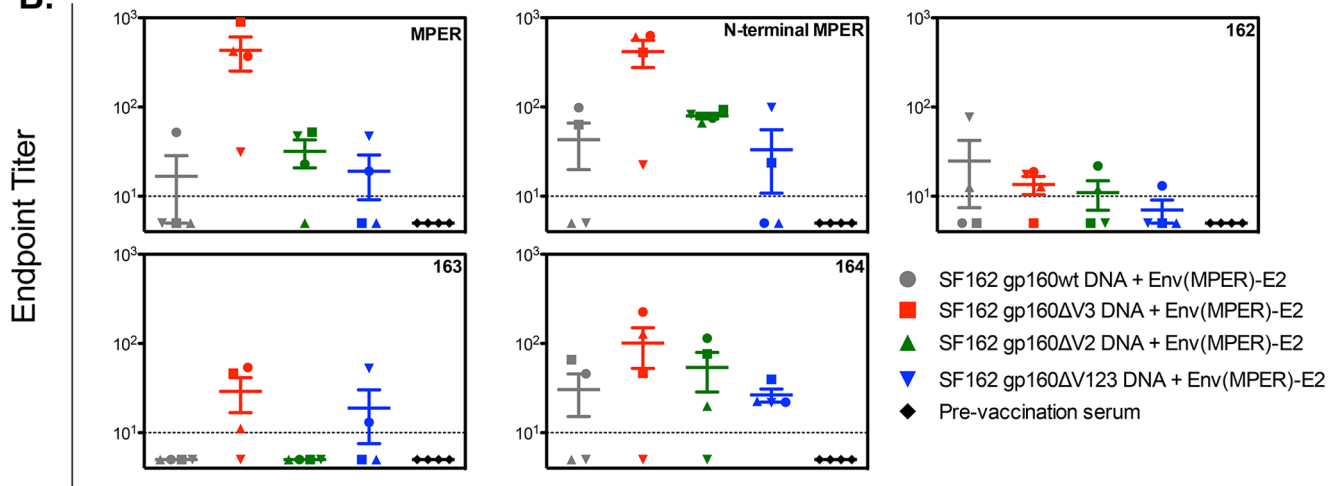 B.
Endpoint Titer
10³
10²
10¹
MPER
10³
10²
10¹
N-terminal MPER
10³
10²
10¹
162
10³
10²
10¹
163
10³
10²
10¹
164
SF162 gp160wt DNA + Env(MPER)-E2
SF162 gp160ΔV3 DNA + Env(MPER)-E2
SF162 gp160ΔV2 DNA + Env(MPER)-E2
SF162 gp160ΔV123 DNA + Env(MPER)-E2
Pre-vaccination serum